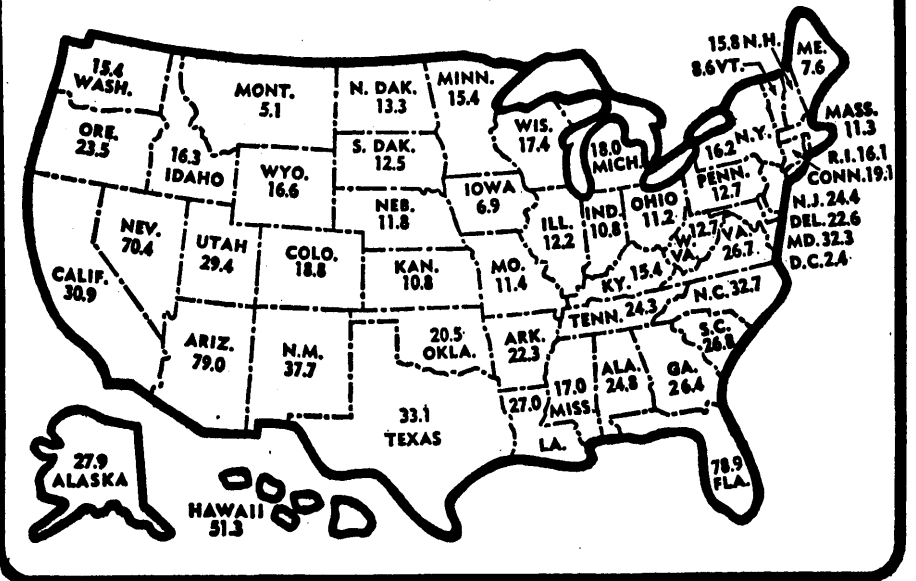 15.4
WASH.
ORE.
23.5
16.3
IDAHO
MONT.
5.1
WYO.
16.6
NEV.
70.4
CALIF.
30.9
UTAH
29.4
COLO.
18.8
ARIZ.
79.0
N.M.
37.7
N. DAK.
13.3
S. DAK.
12.5
NEB.
11.8
KAN.
10.8
20.5
OKLA.
33.1
TEXAS
MINN.
15.4
IOWA
6.9
MO.
11.4
ARK.
22.3
27.0
LA.
WIS.
17.4
ILL.
12.2
18.0
MICH.
IND.
10.8
OHIO
11.2
KY. 15.4
TENN. 24.3
17.0
MISS.
ALA.
24.8
GA.
26.4
78.9
FLA.
S.C.
26.8
N.C. 32.7
VA.
26.7
12.7
W.
VA.
PENN.
12.7
16.2 N.Y.
15.8 N.H.
8.6 VT.
ME.
7.6
MASS.
11.3
R.I. 16.1
CONN. 19.1
N.J. 24.4
DEL. 22.6
MD. 32.3
D.C. 2.4
27.9
ALASKA
HAWAII
51.3